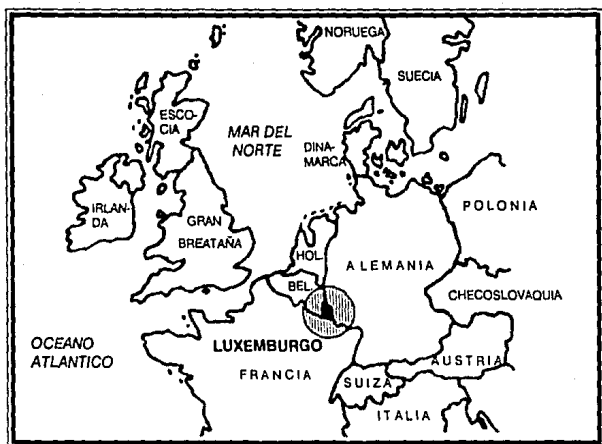 NORUEGA
SUECIA
ESCO-
CIA
MAR DEL
NORTE
DINA-
MARCA
IRLAN-
DA
GRAN
BREATAÑA
POLONIA
HOL.
ALEMANIA
BEL.
CHECOSLOVAQUIA
OCEANO
ATLANTICO
LUXEMBURGO
FRANCIA
SUIZA
AUSTRIA
ITALIA